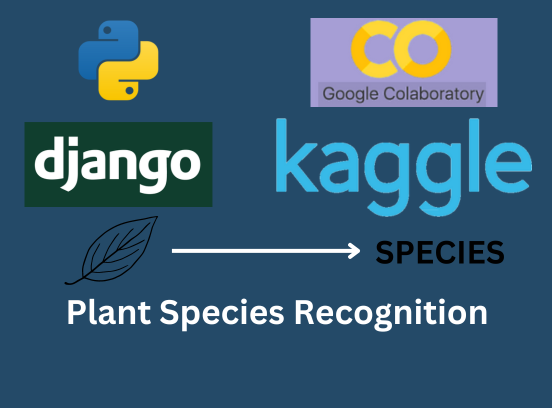 CO
Google Colaboratory
django
kaggle
SPECIES
Plant Species Recognition